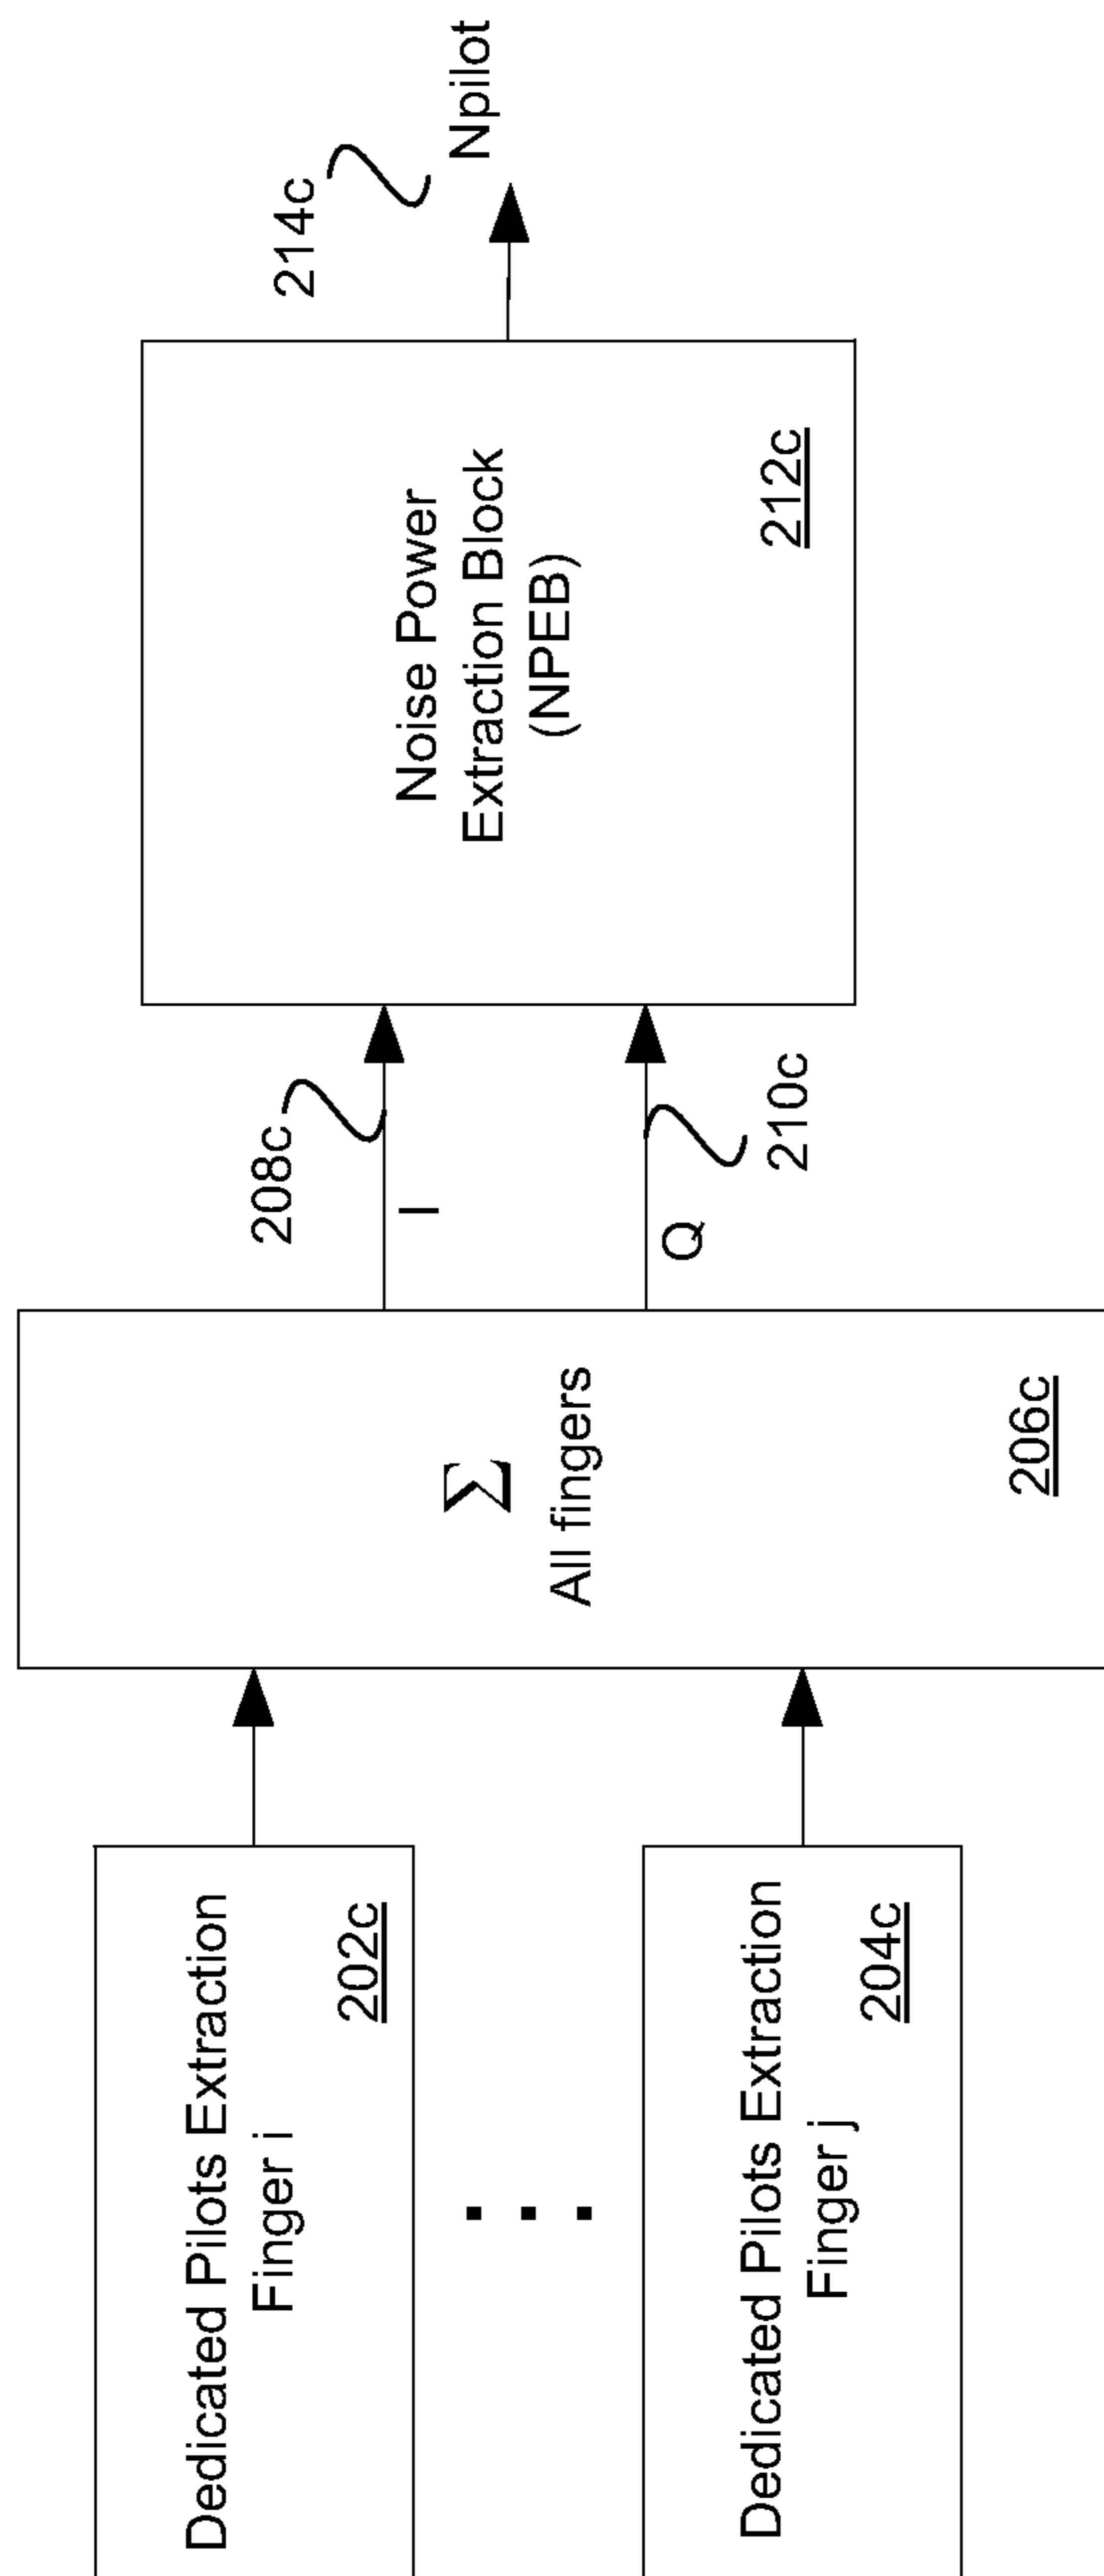 Dedicated Pilots Extraction
Finger i
202c
Dedicated Pilots Extraction
Finger j
204c
Σ
All fingers
206c
208c
I
Q
210c
Noise Power
Extraction Block
(NPEB)
212c
214c
Npilot